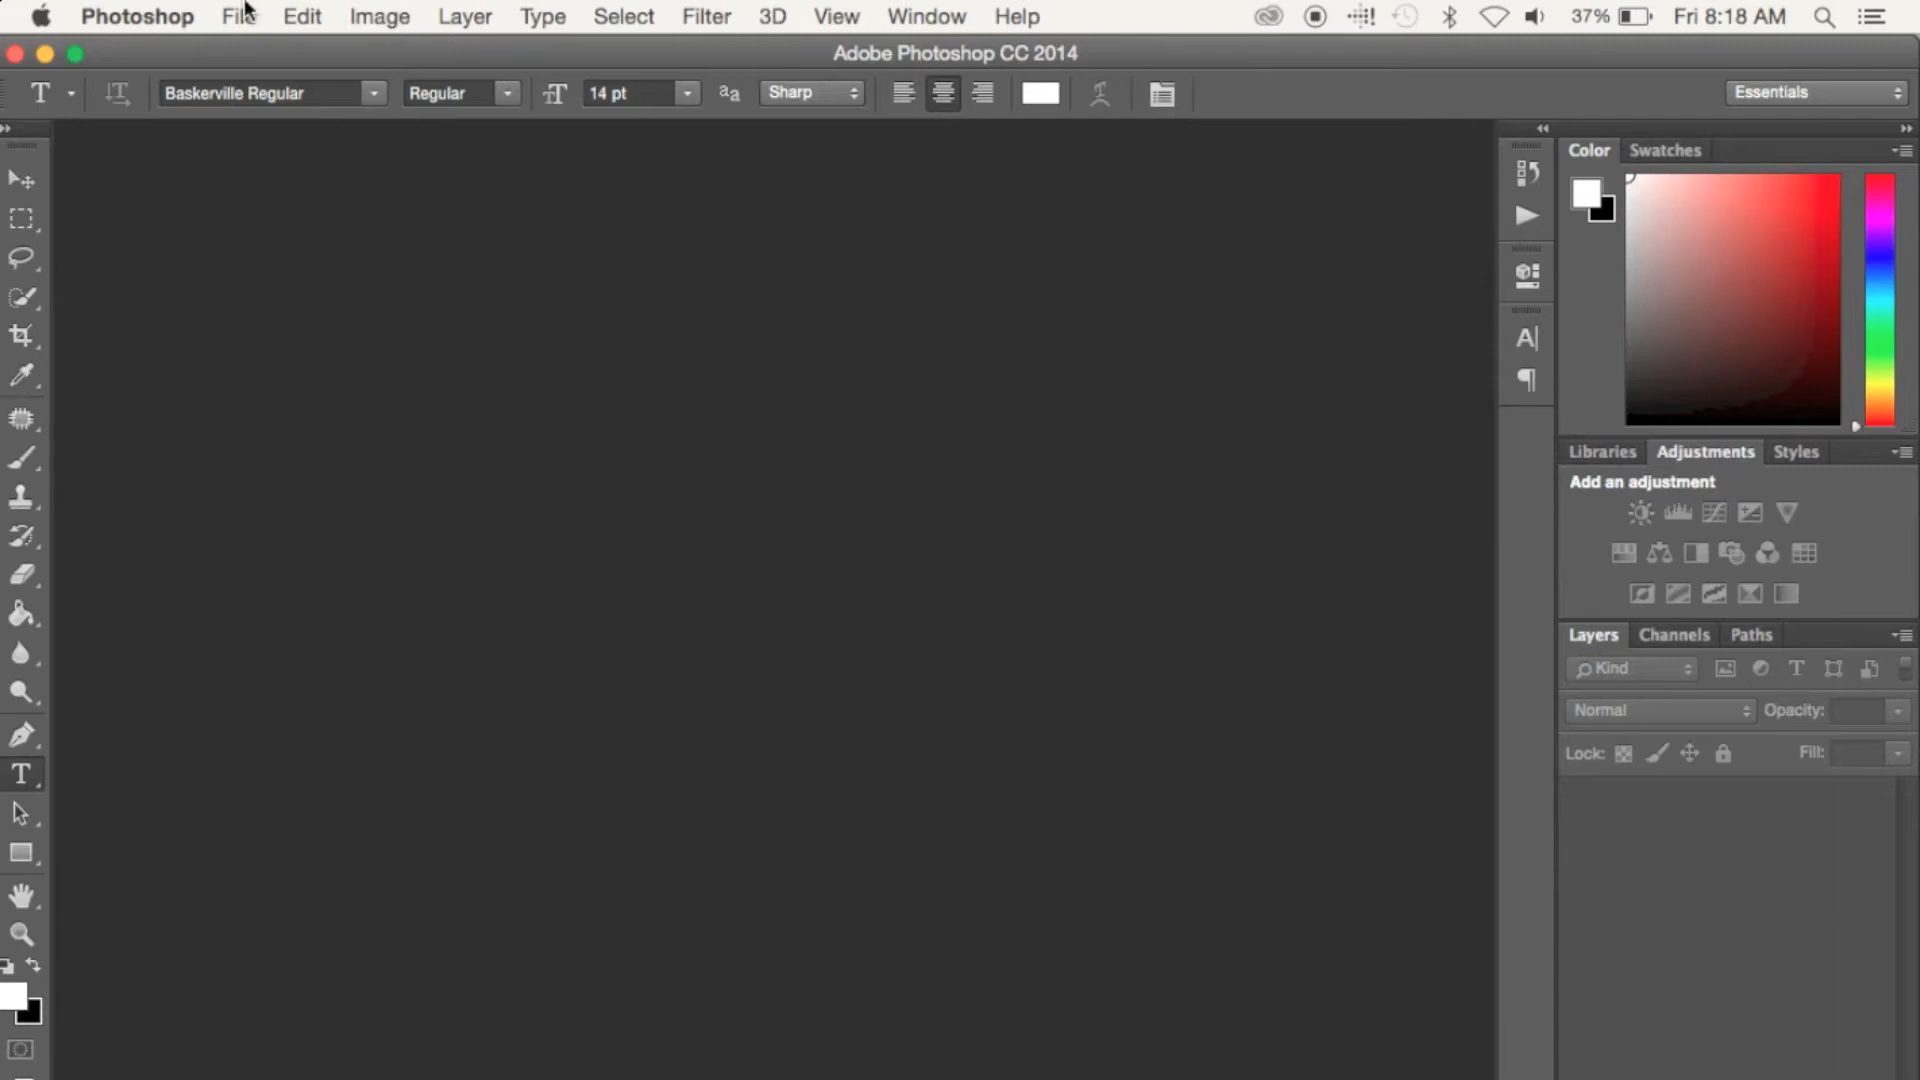 Photoshop File Edit Image Layer Type Select Filter 3D View Window Help 37% Fri 8:18 AM
Adobe Photoshop CC 2014
Baskerville Regular Regular 14 pt Sharp Essentials
Color Swatches
Libraries Adjustments Styles
Add an adjustment
Layers Channels Paths
Kind
Normal Opacity:
Lock: Fill: